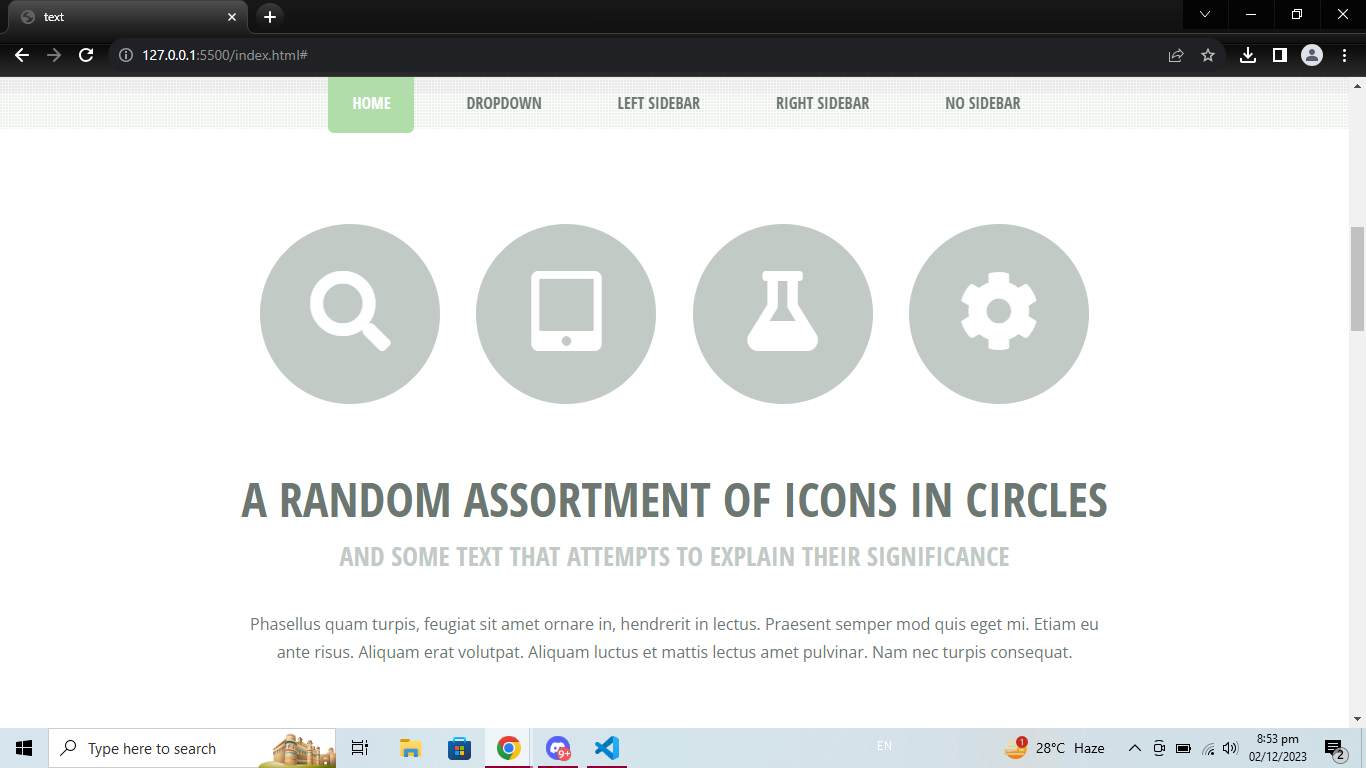 text
127.0.0.1:5500/index.html#
HOME DROPDOWN LEFT SIDEBAR RIGHT SIDEBAR NO SIDEBAR
A RANDOM ASSORTMENT OF ICONS IN CIRCLES
AND SOME TEXT THAT ATTEMPTS TO EXPLAIN THEIR SIGNIFICANCE
Phasellus quam turpis, feugiat sit amet ornare in, hendrerit in lectus. Praesent semper mod quis eget mi. Etiam eu
ante risus. Aliquam erat volutpat. Aliquam luctus et mattis lectus amet pulvinar. Nam nec turpis consequat.
Type here to search 9+ EN 1 28°C Haze 8:53 pm 2
02/12/2023